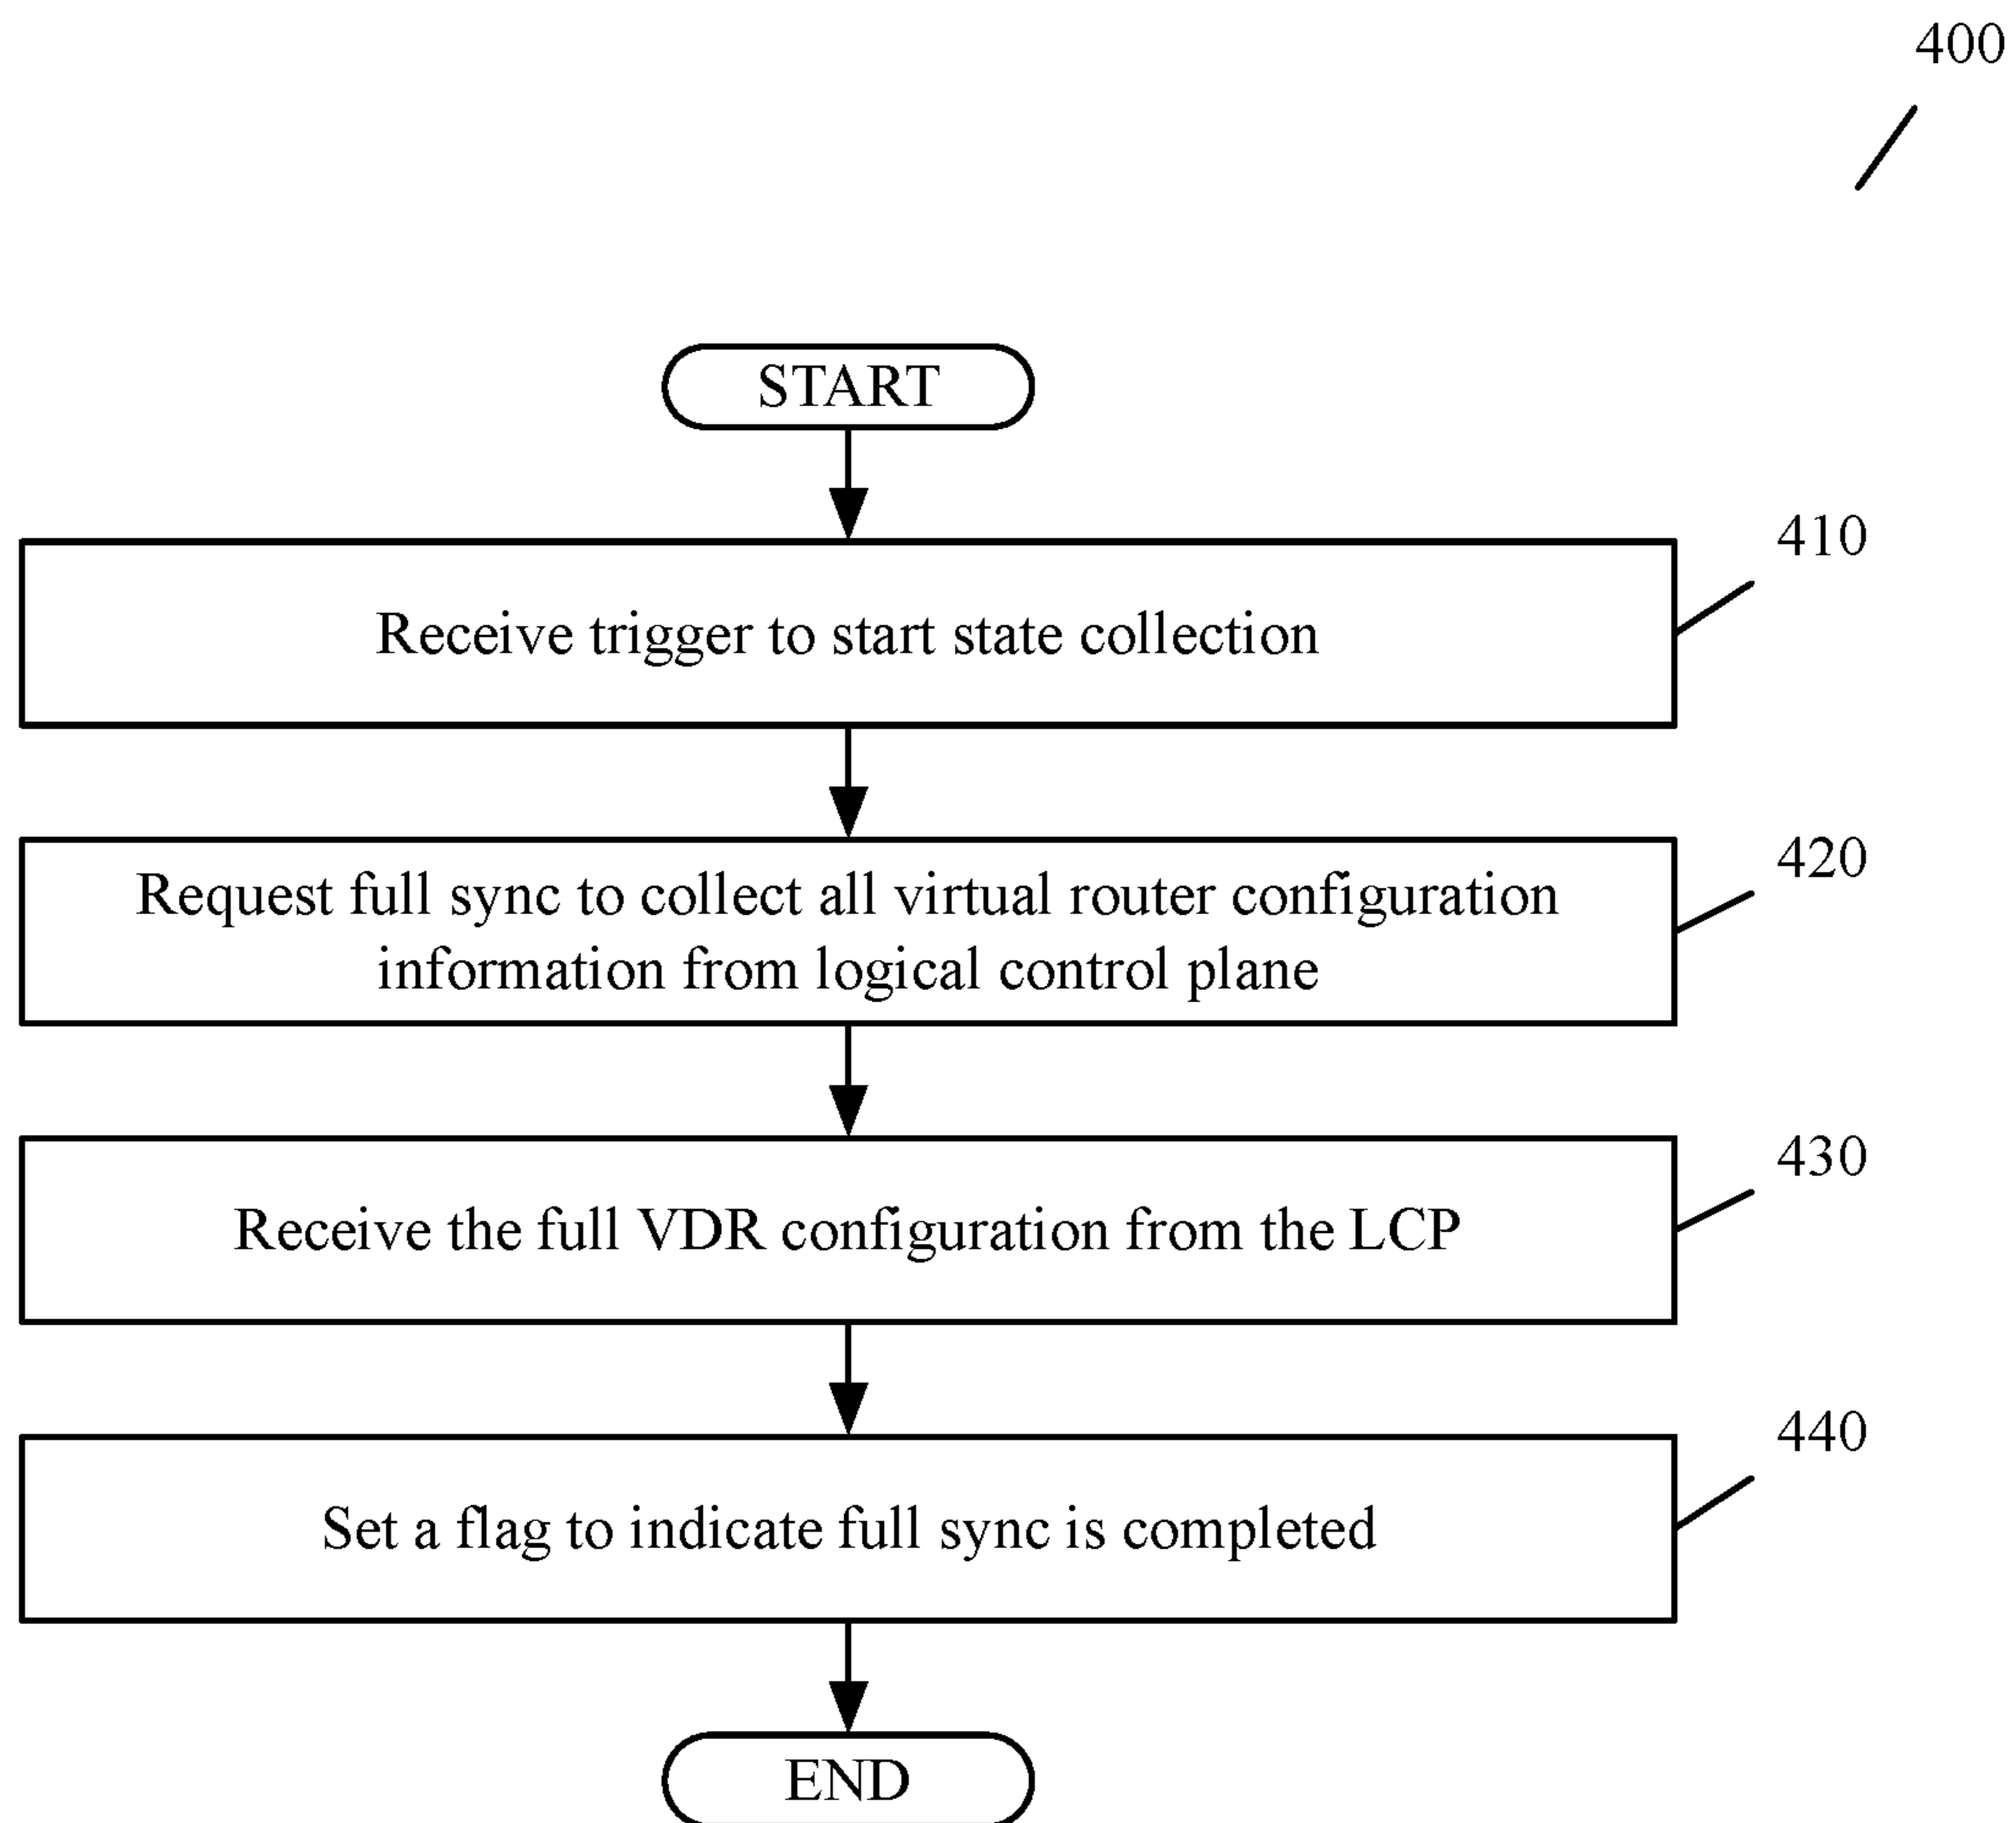 400
START
410
Receive trigger to start state collection
420
Request full sync to collect all virtual router configuration
information from logical control plane
430
Receive the full VDR configuration from the LCP
440
Set a flag to indicate full sync is completed
END